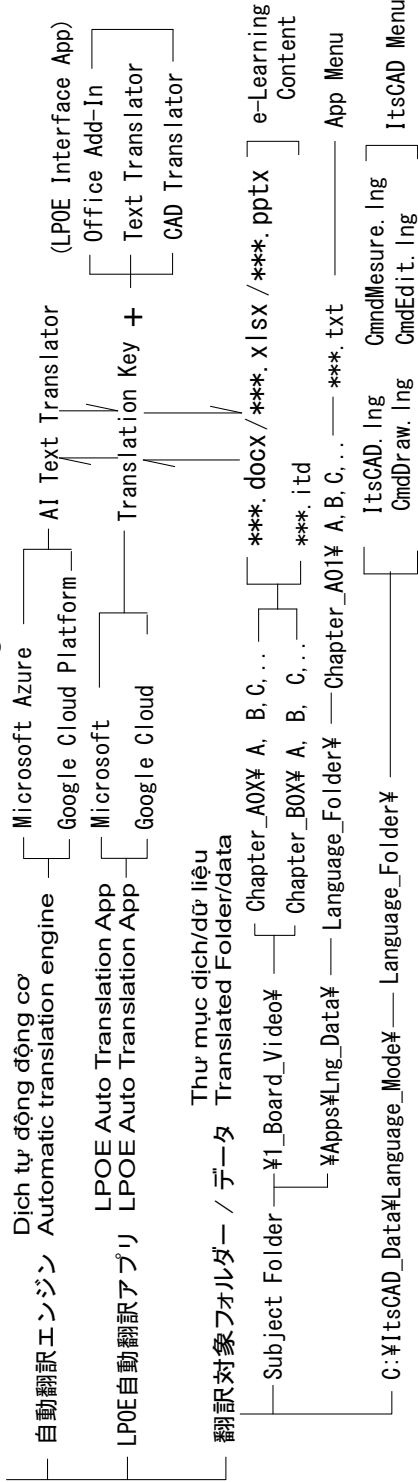 Dịch tự động động cơ
自動翻訳エンジン Automatic translation engine
Microsoft Azure
Google Cloud Platform
AI Text Translator
(LPOE Interface App)
LPOE Auto Translation App
LPOE自動翻訳アプリ LPOE Auto Translation App
Microsoft
Google Cloud
Translation Key +
Office Add-In
Text Translator
CAD Translator
Thư mục dịch/dữ liệu
翻訳対象フォルダー / データ Translated Folder/data
Subject Folder
¥1_Board_Video¥
Chapter_A0X¥ A, B,C,..
Chapter_B0X¥ A, B, C,..
***.docx/***.xlsx/***.pptx
***.itd
e-Learning
Content
¥Apps¥Lng_Data¥
Language_Folder¥
Chapter_A01¥ A,B,C,..
***.txt
App Menu
C:¥ItsCAD_Data¥Language_Mode¥
Language_Folder¥
ItsCAD.lng CmndMesure.lng
CmdDraw.lng CmdEdit.lng
ItsCAD Menu